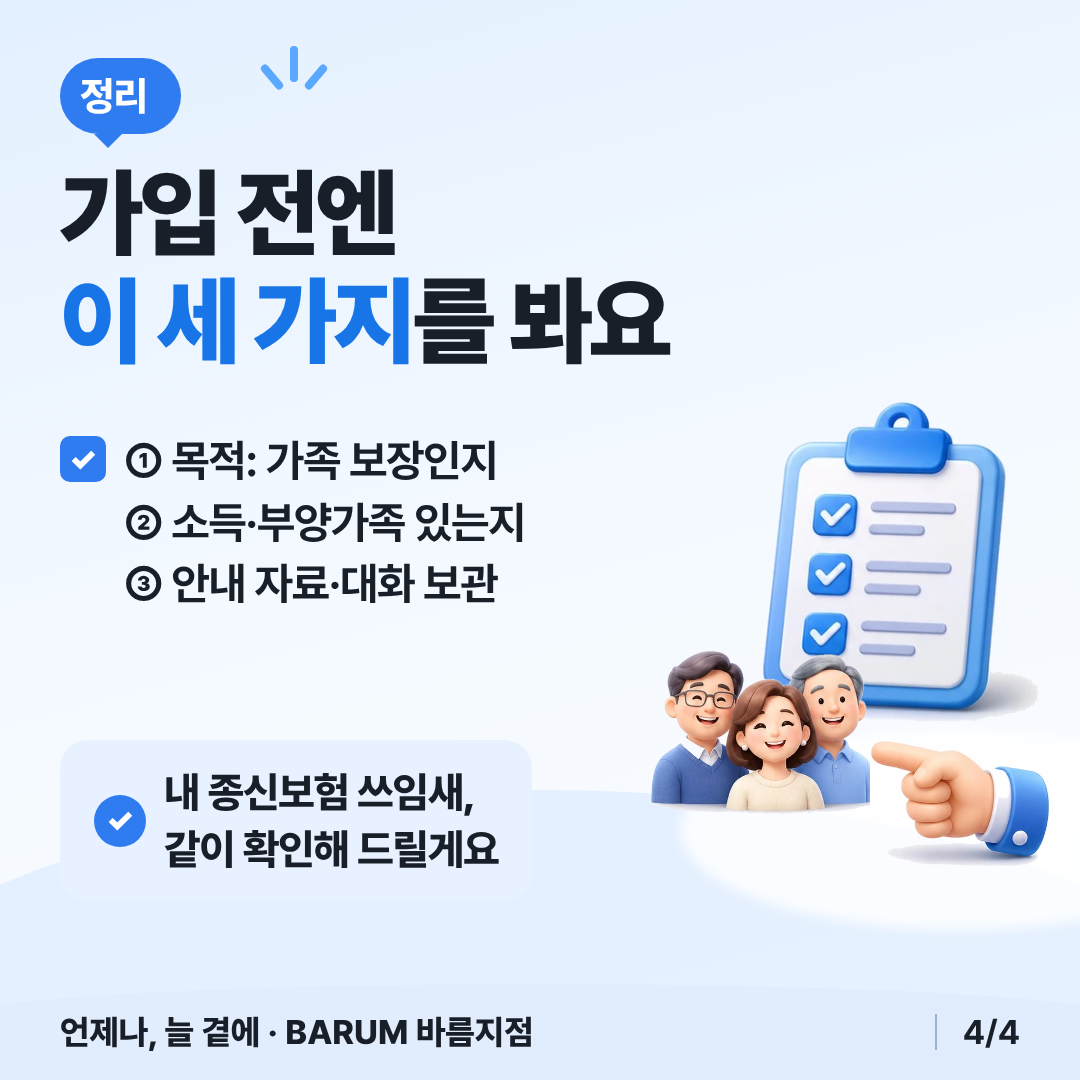 정리
가입 전엔
이 세 가지를 봐요
① 목적: 가족 보장인지
② 소득·부양가족 있는지
③ 안내 자료·대화 보관
내 종신보험 쓰임새,
같이 확인해 드릴게요
언제나, 늘 곁에 · BARUM 바름지점
4/4